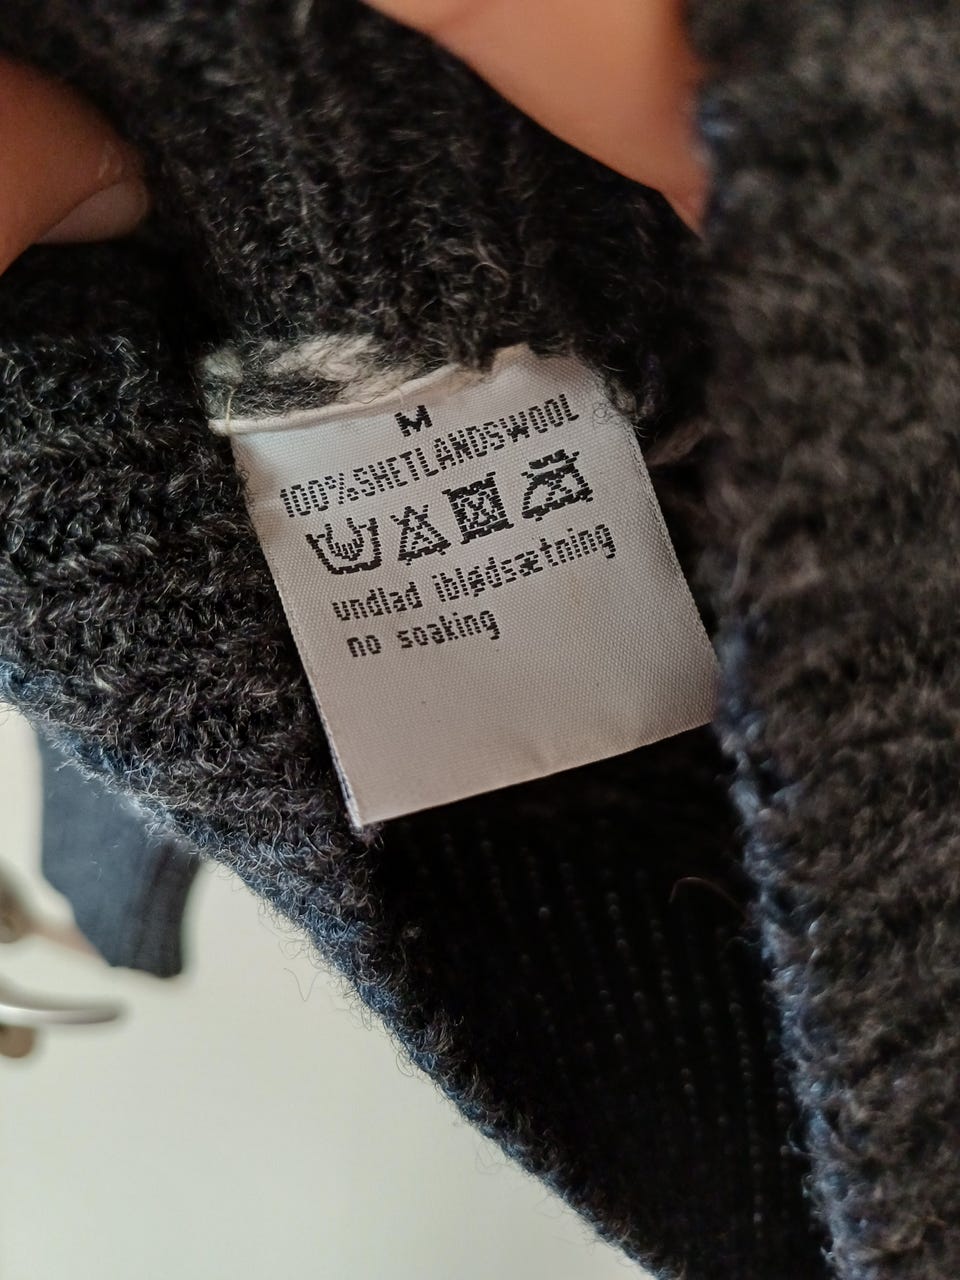 M
100%SHETLANDSWOOL
undlad iblødsætning
no soaking